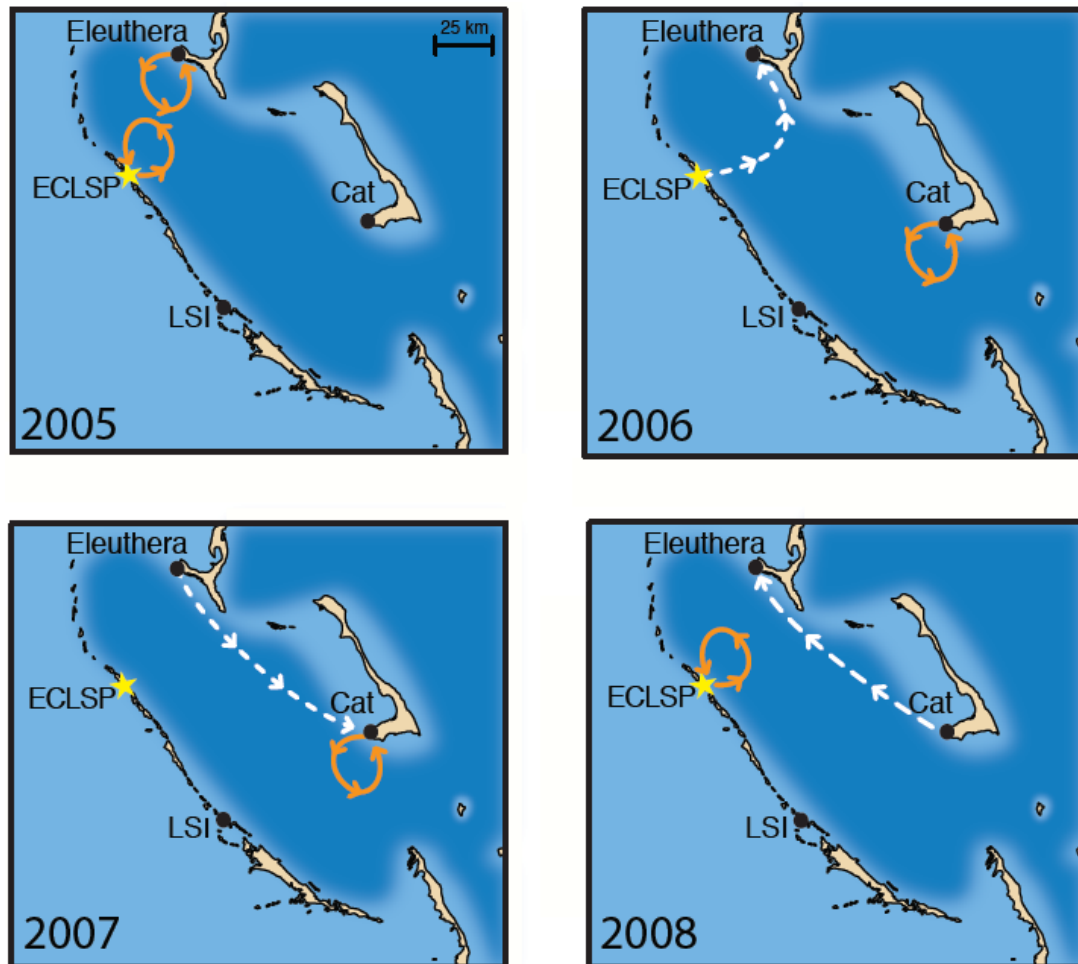 Eleuthera
25 km
ECLSP
Cat
LSI
2005
Eleuthera
ECLSP
Cat
LSI
2006
Eleuthera
ECLSP
Cat
LSI
2007
Eleuthera
ECLSP
Cat
LSI
2008